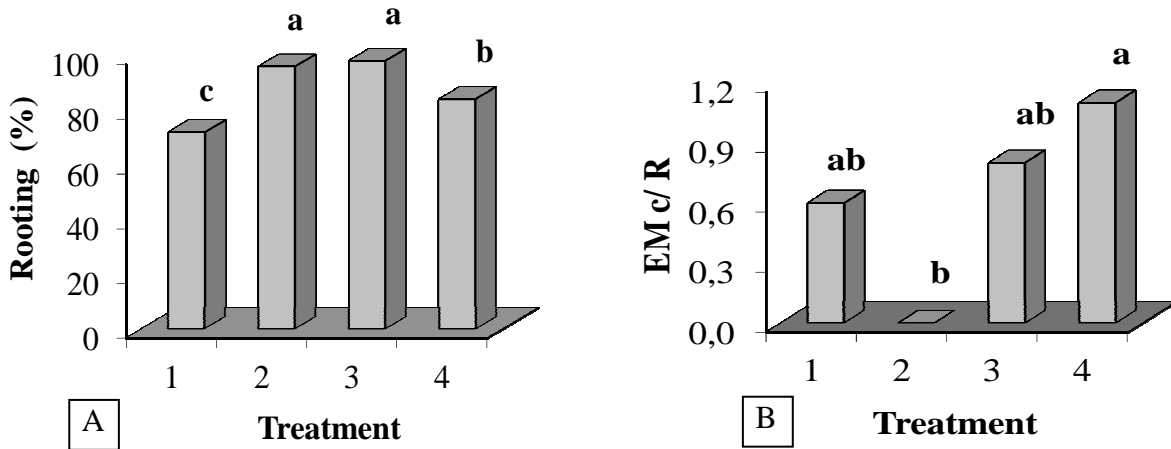 a
a
b
c
100
80
60
40
20
0
Rooting (%)
1 2 3 4
A
Treatment
a
ab
ab
b
1,2
0,9
0,6
0,3
0,0
EM c/ R
1 2 3 4
B
Treatment